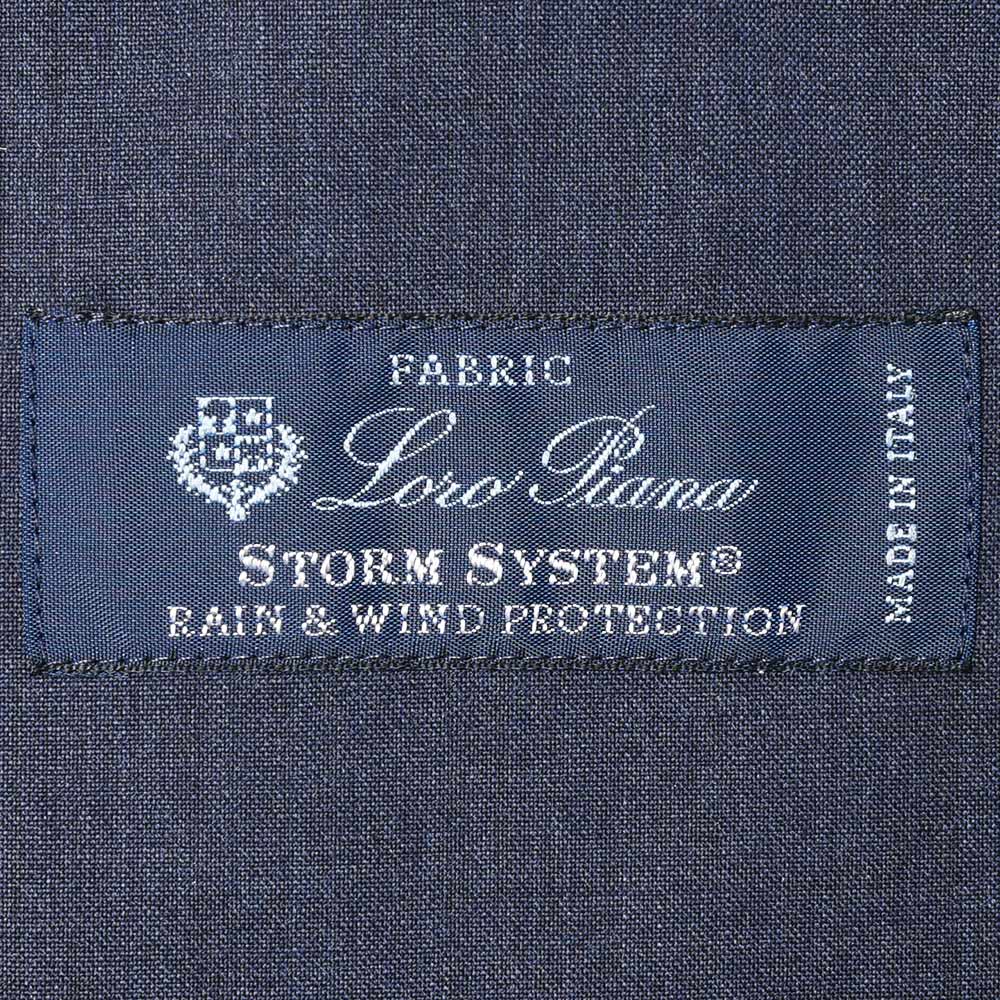 FABRIC
Loro Piana
STORM SYSTEM®
RAIN & WIND PROTECTION
MADE IN ITALY